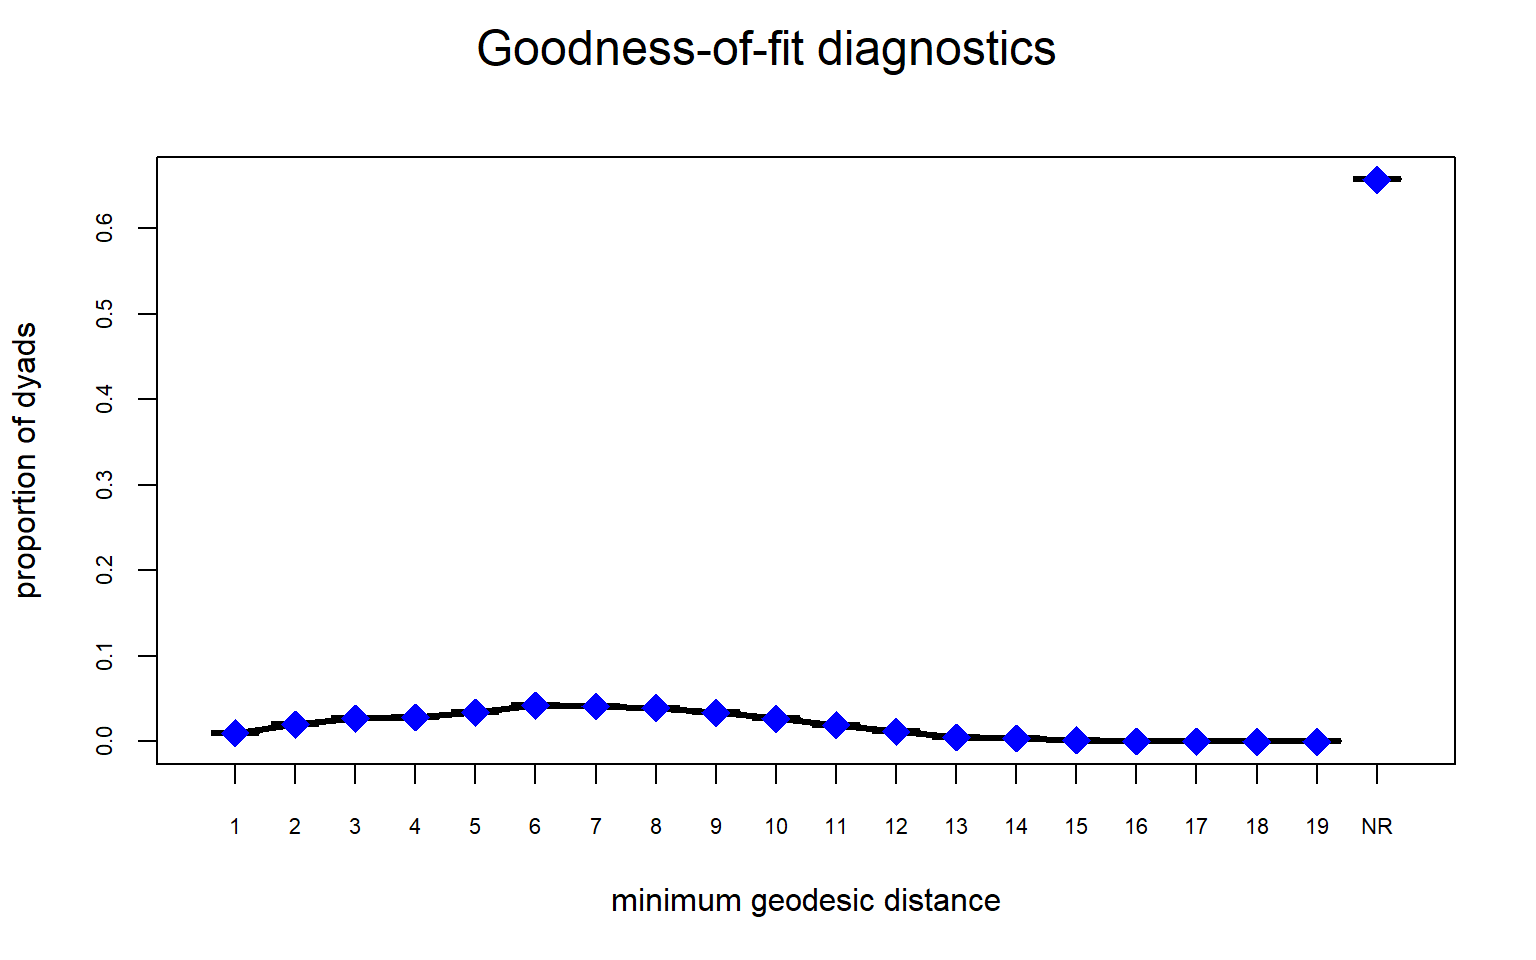 Goodness-of-fit diagnostics
proportion of dyads
0.6
0.5
0.4
0.3
0.2
0.1
0.0
1 2 3 4 5 6 7 8 9 10 11 12 13 14 15 16 17 18 19 NR
minimum geodesic distance